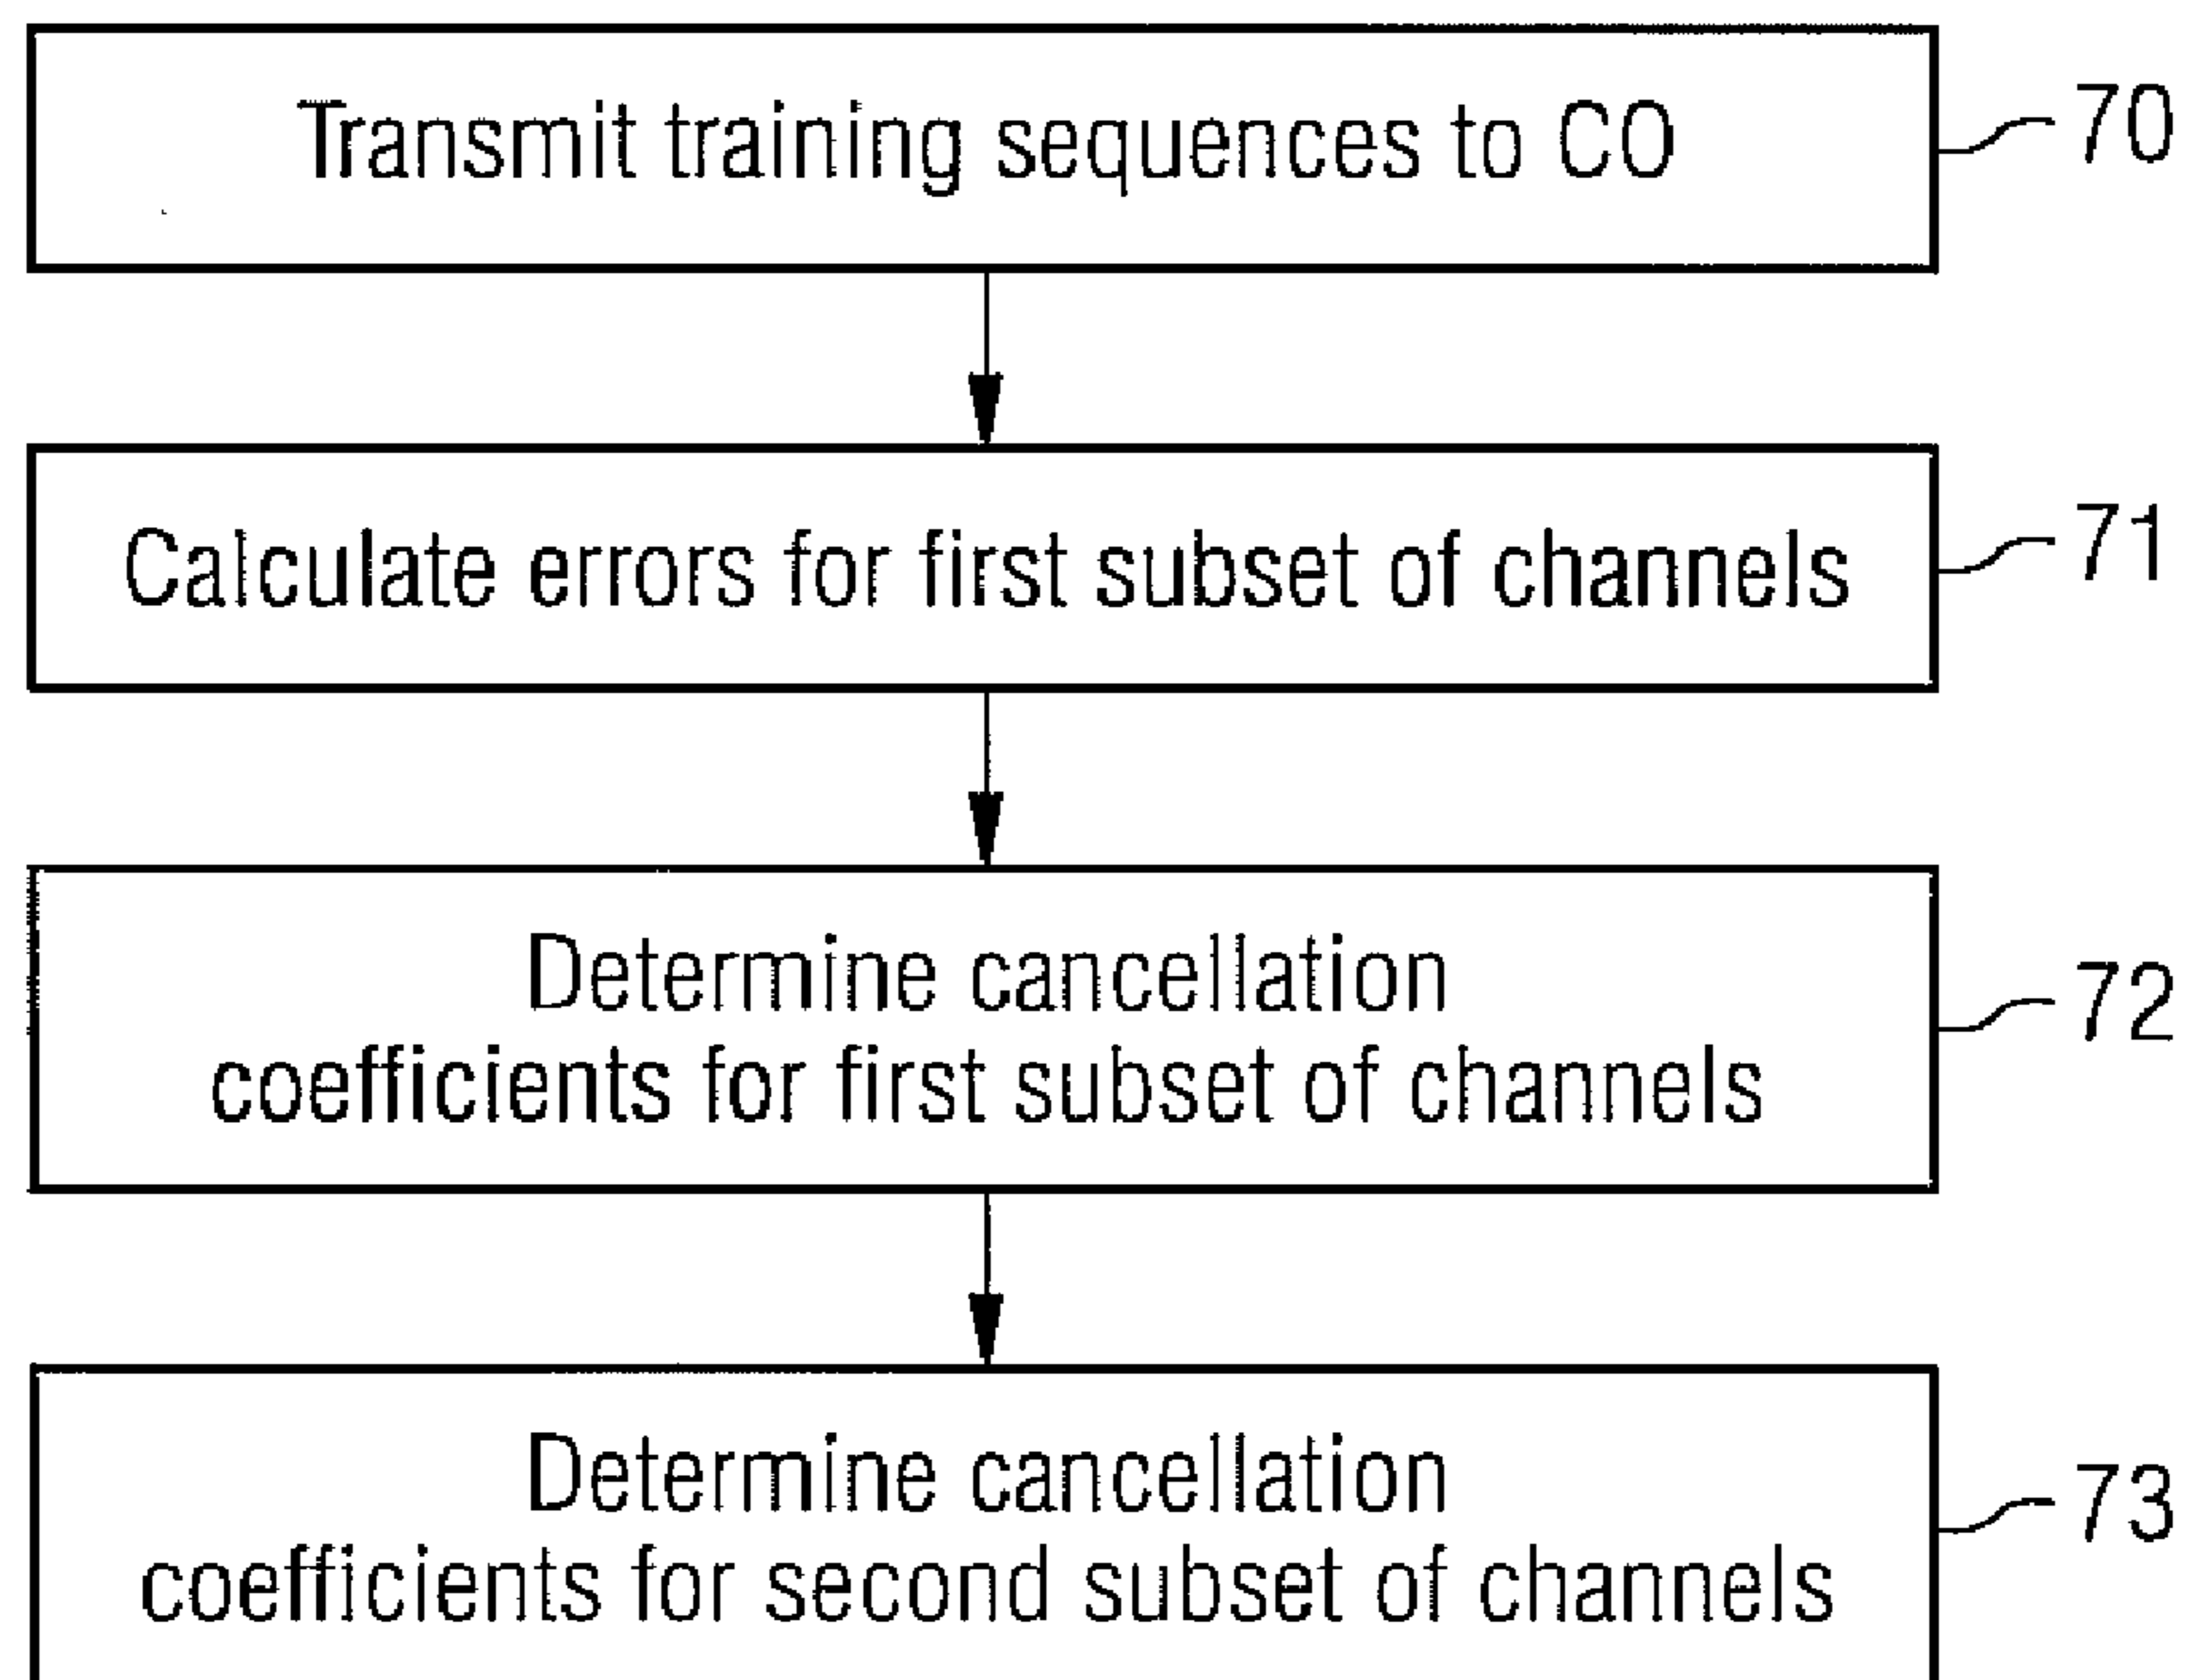 Transmit training sequences to CO
70
Calculate errors for first subset of channels
71
Determine cancellation
coefficients for first subset of channels
72
Determine cancellation
coefficients for second subset of channels
73